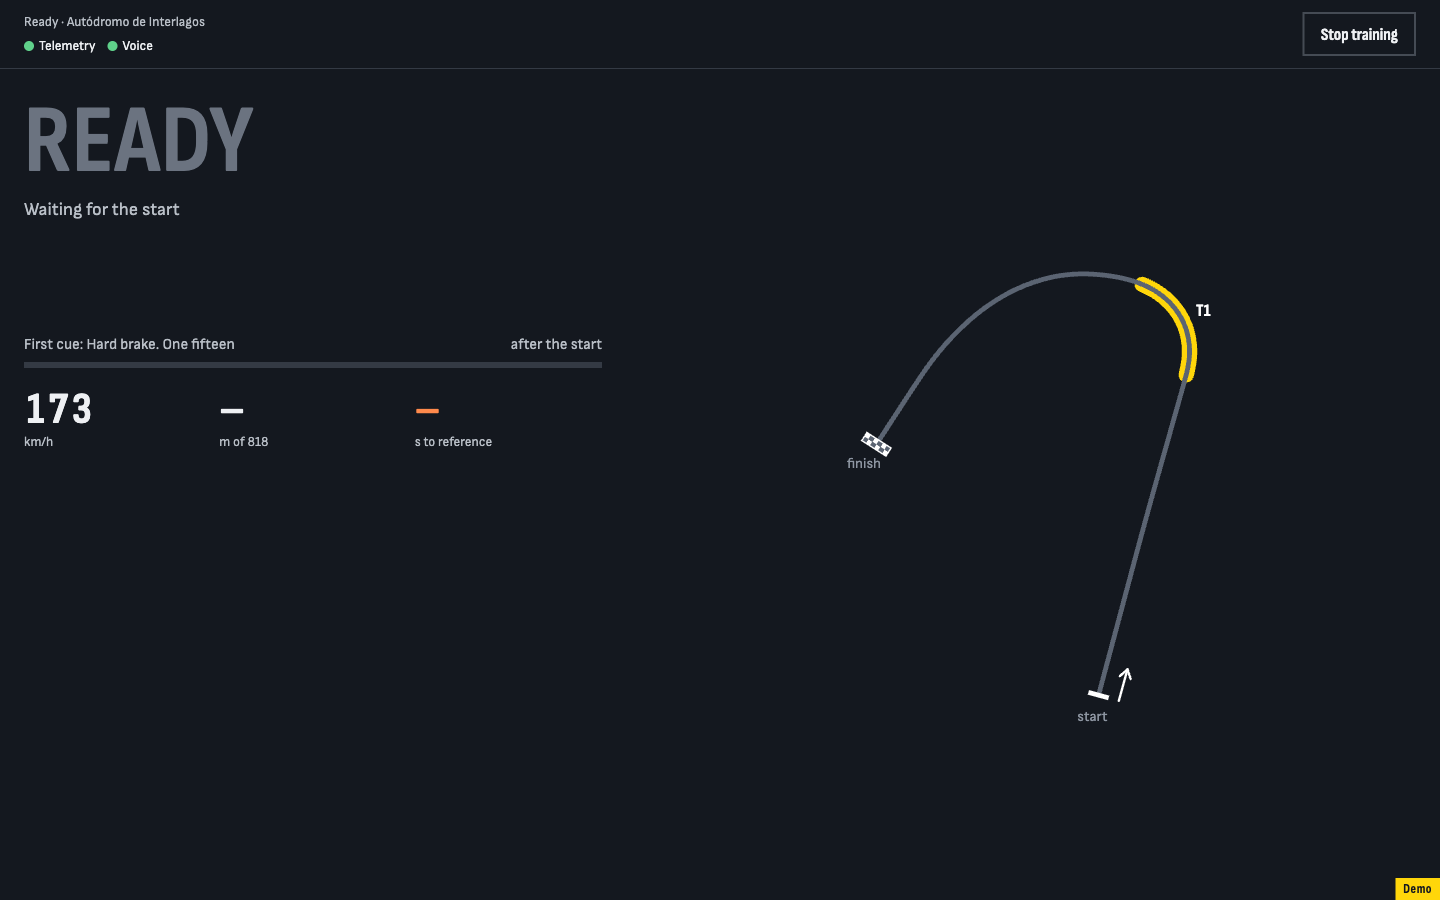 Ready · Autódromo de Interlagos
Telemetry Voice
Stop training
READY
Waiting for the start
First cue: Hard brake. One fifteen
after the start
173
km/h
—
m of 818
—
s to reference
T1
finish
start
Demo